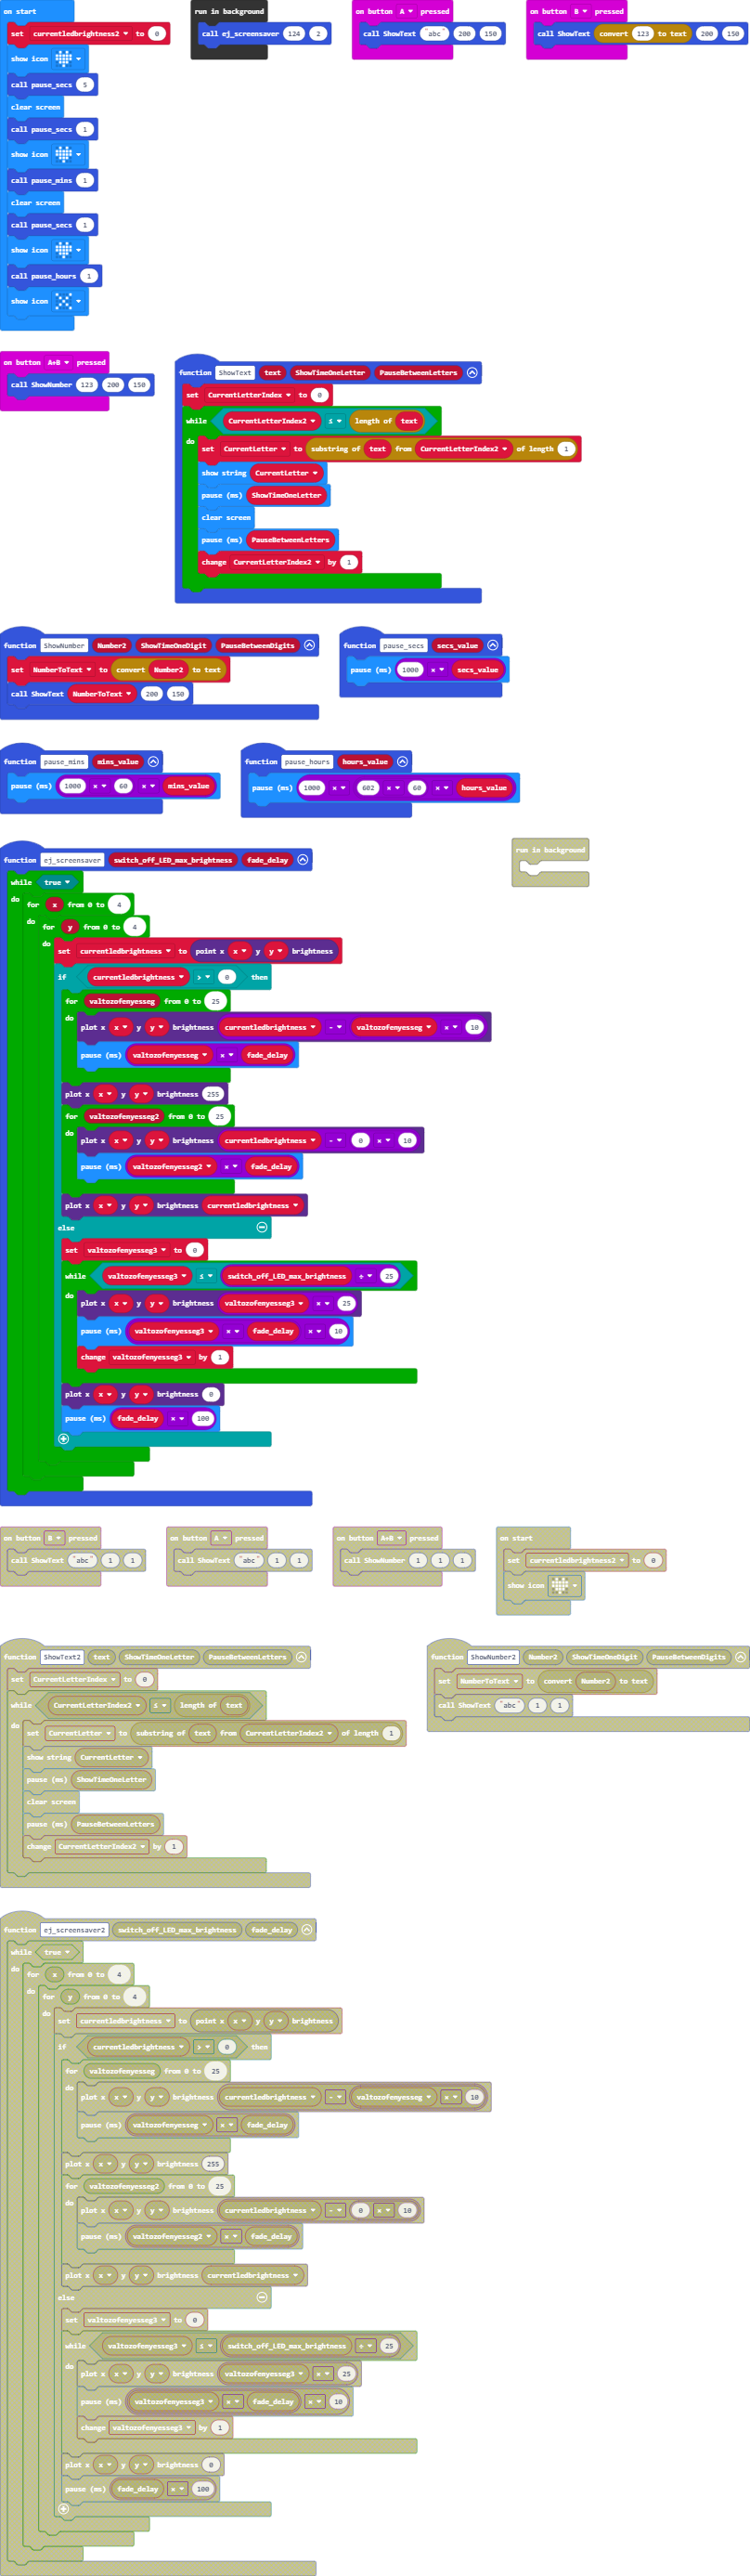 on start
set currentledbrightness2 to 0
show icon
call pause_secs 5
clear screen
call pause_secs 1
show icon
call pause_mins 1
clear screen
call pause_secs 1
show icon
call pause_hours 1
show icon
run in background
call ej_screensaver 124 2
on button A pressed
call ShowText "abc" 200 150
on button B pressed
call ShowText convert 123 to text 200 150
on button A+B pressed
call ShowNumber 123 200 150
function ShowText text ShowTimeOneLetter PauseBetweenLetters
set CurrentLetterIndex to 0
while CurrentLetterIndex2 ≤ length of text
do
set CurrentLetter to substring of text from CurrentLetterIndex2 of length 1
show string CurrentLetter
pause (ms) ShowTimeOneLetter
clear screen
pause (ms) PauseBetweenLetters
change CurrentLetterIndex2 by 1
function ShowNumber Number2 ShowTimeOneDigit PauseBetweenDigits
set NumberToText to convert Number2 to text
call ShowText NumberToText 200 150
function pause_secs secs_value
pause (ms) 1000 × secs_value
function pause_mins mins_value
pause (ms) 1000 × 60 × mins_value
function pause_hours hours_value
pause (ms) 1000 × 602 × 60 × hours_value
run in background
function ej_screensaver switch_off_LED_max_brightness fade_delay
while true
do for x from 0 to 4
do for y from 0 to 4
do set currentledbrightness to point x x y y brightness
if currentledbrightness > 0 then
for valtozofenyesseg from 0 to 25
do plot x x y y brightness currentledbrightness - valtozofenyesseg × 10
pause (ms) valtozofenyesseg × fade_delay
plot x x y y brightness 255
for valtozofenyesseg2 from 0 to 25
do plot x x y y brightness currentledbrightness - 0 × 10
pause (ms) valtozofenyesseg2 × fade_delay
plot x x y y brightness currentledbrightness
else
set valtozofenyesseg3 to 0
while valtozofenyesseg3 ≤ switch_off_LED_max_brightness ÷ 25
do plot x x y y brightness valtozofenyesseg3 × 25
pause (ms) valtozofenyesseg3 × fade_delay × 10
change valtozofenyesseg3 by 1
plot x x y y brightness 0
pause (ms) fade_delay × 100
on button B pressed
call ShowText "abc" 1 1
on button A pressed
call ShowText "abc" 1 1
on button A+B pressed
call ShowNumber 1 1 1
on start
set currentledbrightness2 to 0
show icon
function ShowText2 text ShowTimeOneLetter PauseBetweenLetters
set CurrentLetterIndex to 0
while CurrentLetterIndex2 ≤ length of text
do
set CurrentLetter to substring of text from CurrentLetterIndex2 of length 1
show string CurrentLetter
pause (ms) ShowTimeOneLetter
clear screen
pause (ms) PauseBetweenLetters
change CurrentLetterIndex2 by 1
function ShowNumber2 Number2 ShowTimeOneDigit PauseBetweenDigits
set NumberToText to convert Number2 to text
call ShowText "abc" 1 1
function ej_screensaver2 switch_off_LED_max_brightness fade_delay
while true
do for x from 0 to 4
do for y from 0 to 4
do set currentledbrightness to point x x y y brightness
if currentledbrightness > 0 then
for valtozofenyesseg from 0 to 25
do plot x x y y brightness currentledbrightness - valtozofenyesseg × 10
pause (ms) valtozofenyesseg × fade_delay
plot x x y y brightness 255
for valtozofenyesseg2 from 0 to 25
do plot x x y y brightness currentledbrightness - 0 × 10
pause (ms) valtozofenyesseg2 × fade_delay
plot x x y y brightness currentledbrightness
else
set valtozofenyesseg3 to 0
while valtozofenyesseg3 ≤ switch_off_LED_max_brightness ÷ 25
do plot x x y y brightness valtozofenyesseg3 × 25
pause (ms) valtozofenyesseg3 × fade_delay × 10
change valtozofenyesseg3 by 1
plot x x y y brightness 0
pause (ms) fade_delay × 100